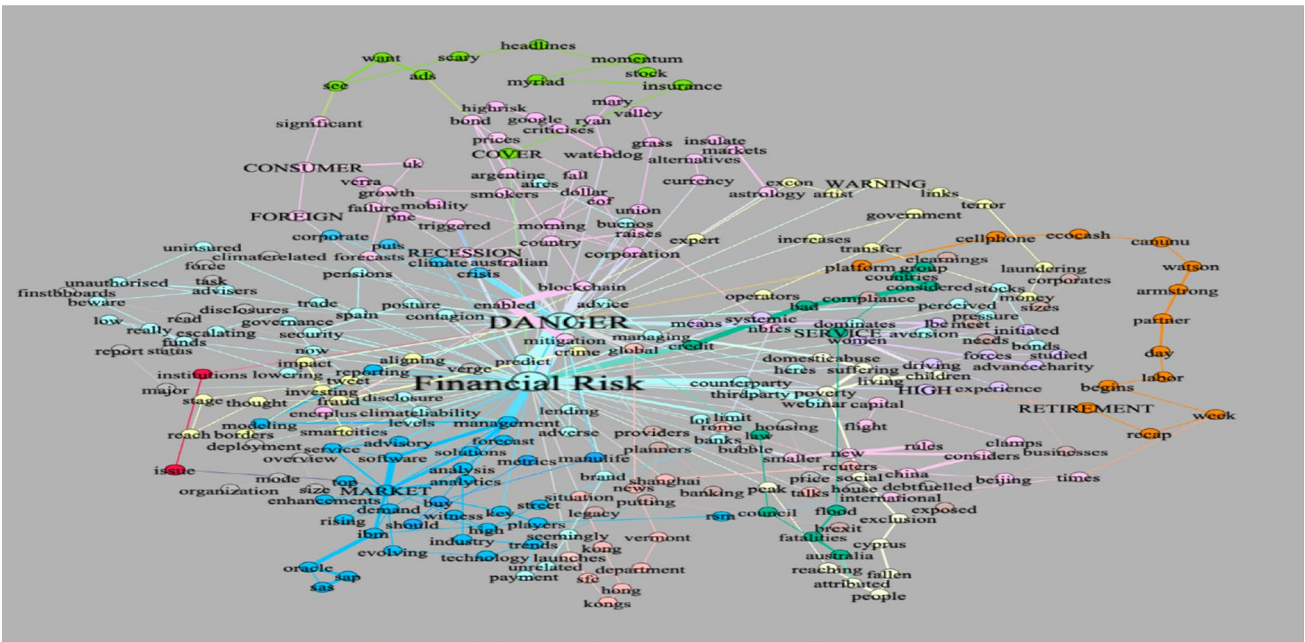 headlines
want
scary
momentum
ads
stock
see
myriad
insurance
highrisk
mary
bond
google
ryan
valley
significant
criticises
prices
grass
insulate
COVER
watchdog
markets
alternatives
CONSUMER
uk
argentine
fall
verra
aires
currency
excon
WARNING
growth
smokers
dollar
astrology
artist
links
failure
mobility
cof
terror
FOREIGN
pne
union
government
triggered
morning
buenos
corporate
raises
puts
country
expert
increases
cellphone
ecocash
canunu
uninsured
RECESSION
corporation
transfer
climaterelated
forecasts
climate
australian
clearnings
watson
force
platform
group
laundering
pensions
crisis
countries
task
blockchain
corporates
unauthorised
advisers
considered
stocks
armstrong
finstbboards
operators
compliance
money
beware
trade
posture
enabled
advice
bad
perceived
sizes
disclosures
spain
contagion
systemic
pressure
low
read
governance
DANGER
means
nbfcs
dominates
lbc
meet
initiated
partner
really
escalating
security
mitigation
managing
SERVICE
aversion
funds
women
needs
bonds
report
status
now
crime
global
credit
forces
studied
day
impact
aligning
verge
predict
domesticabuse
driving
advancecharity
institutions
lowering
tweet
reporting
heres
suffering
children
labor
major
investing
Financial Risk
counterparty
living
HIGH
experience
begins
stage
thought
fraud
disclosure
thirdparty
poverty
enerplus
climateliability
lending
webinar
capital
RETIREMENT
week
reach
borders
modeling
levels
management
lot
limit
flight
smartcities
adverse
providers
rome
law
housing
recap
deployment
service
advisory
forecast
banks
rules
clamps
overview
software
solutions
planners
bubble
smaller
new
considers
businesses
issue
metrics
manulife
reuters
mode
top
analysis
brand
shanghai
price
social
china
beijing
times
organization
size
MARKET
analytics
news
banking
peak
talks
house
debtfuelled
enhancements
buy
street
situation
putting
international
demand
witness
key
legacy
exposed
rising
should
high
players
rsm
council
flood
exclusion
ibm
industry
trends
seemingly
vermont
brexit
evolving
kong
fatalities
cyprus
technology
launches
australia
oracle
unrelated
department
reaching
fallen
sap
payment
sfc
attributed
sas
hong
people
kongs